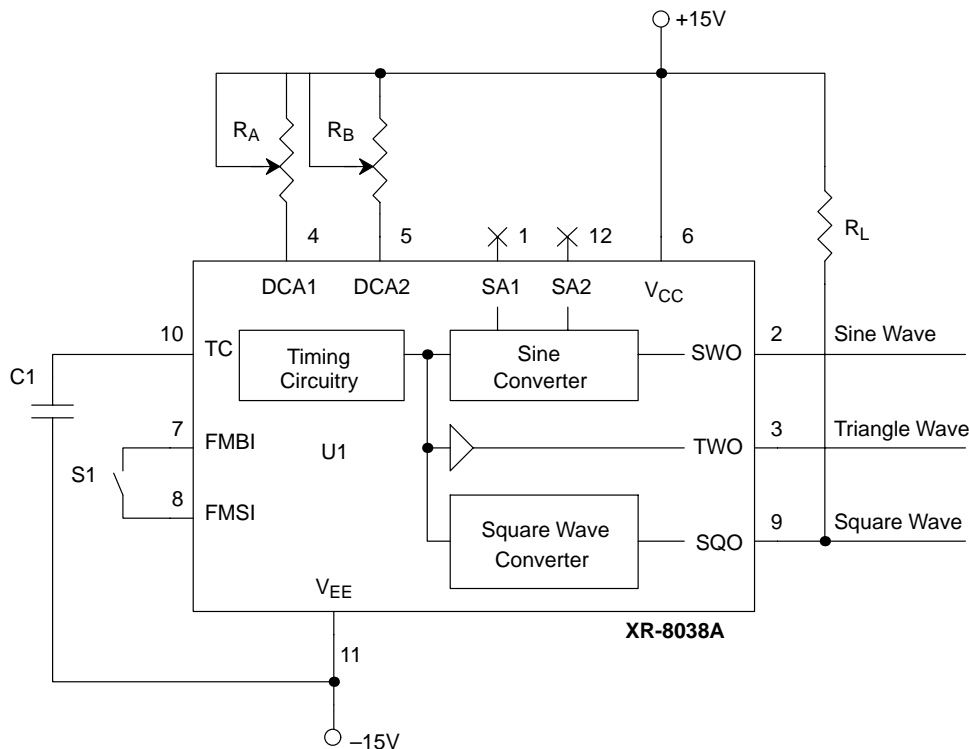 +15V
RA
RB
4
5
1
12
6
RL
DCA1
DCA2
SA1
SA2
VCC
10
TC
Timing
Circuitry
Sine
Converter
SWO
2
Sine Wave
C1
7
FMBI
U1
TWO
3
Triangle Wave
S1
8
FMSI
Square Wave
Converter
SQO
9
Square Wave
VEE
XR-8038A
11
–15V